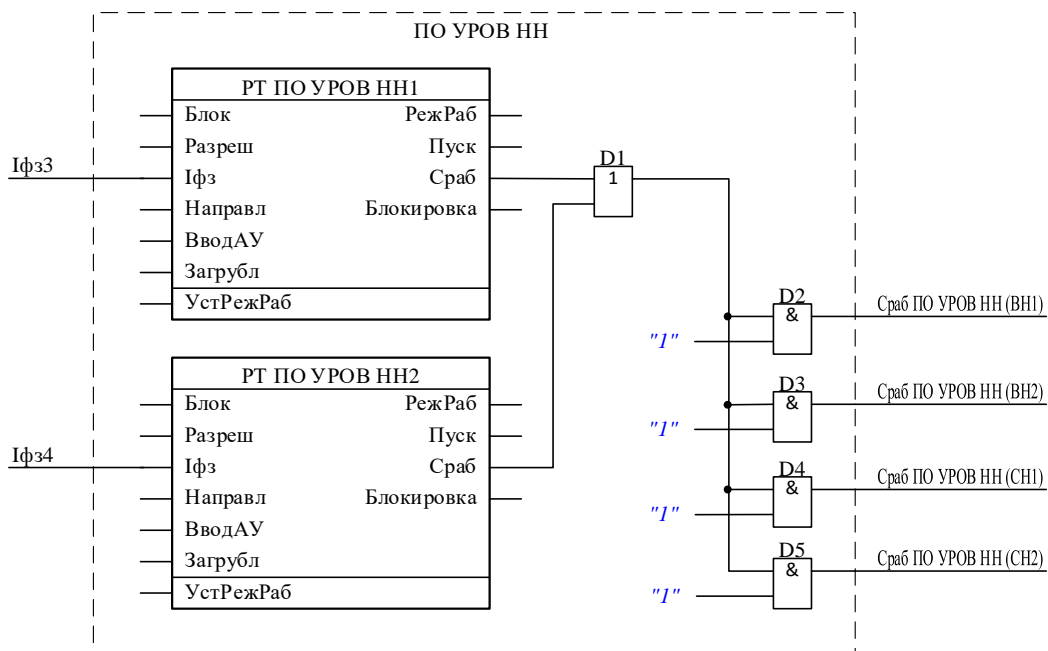 ПО УРОВ НН
РТ ПО УРОВ НН1
Блок РежРаб
Разреш Пуск
Iфз3
Iфз Сраб
Направл Блокировка
ВводАУ
Загрубл
УстРежРаб
D1
1
D2
&
"1"
Сраб ПО УРОВ НН (ВН1)
РТ ПО УРОВ НН2
Блок РежРаб
Разреш Пуск
Iфз4
Iфз Сраб
Направл Блокировка
ВводАУ
Загрубл
УстРежРаб
D3
&
"1"
Сраб ПО УРОВ НН (ВН2)
D4
&
"1"
Сраб ПО УРОВ НН (СН1)
D5
&
"1"
Сраб ПО УРОВ НН (СН2)